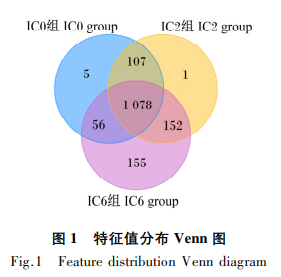 IC0组 IC0 group IC2组 IC2 group
5 107 1
1 078
56 152
155
IC6组 IC6 group
图 1 特征值分布 Venn 图
Fig.1 Feature distribution Venn diagram